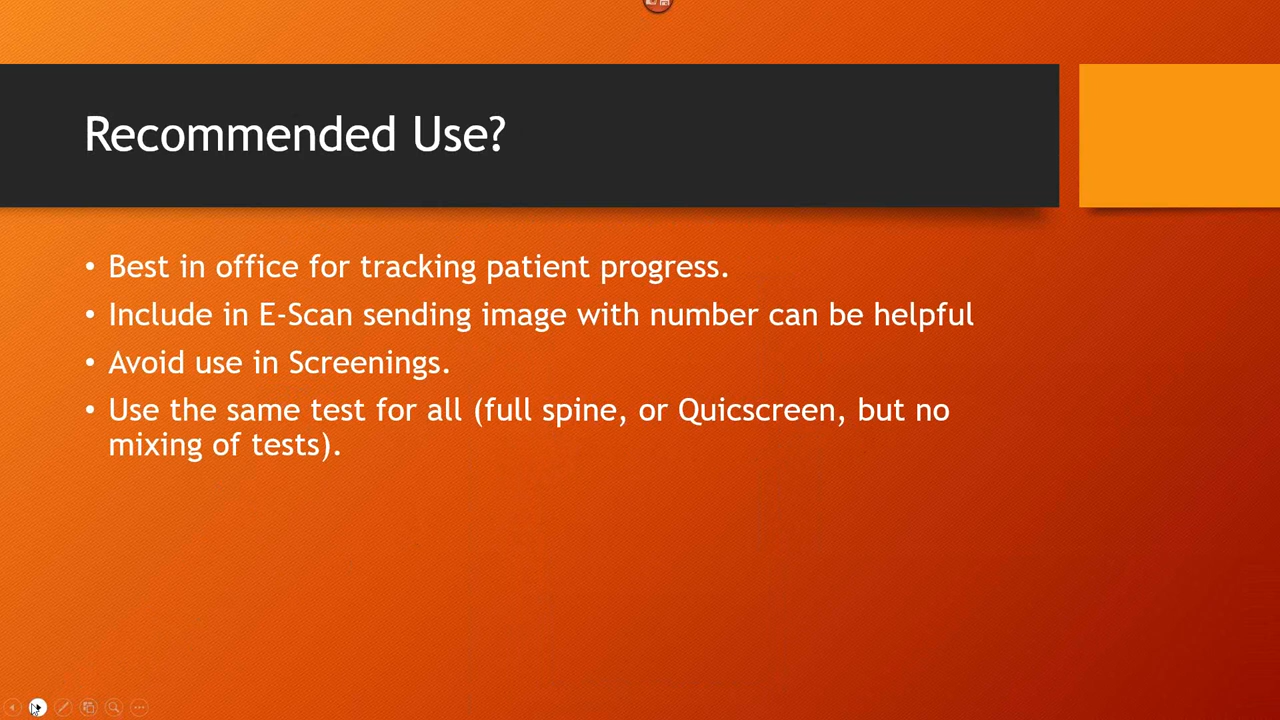 Recommended Use?
• Best in office for tracking patient progress.
• Include in E-Scan sending image with number can be helpful
• Avoid use in Screenings.
• Use the same test for all (full spine, or Quicscreen, but no
mixing of tests).